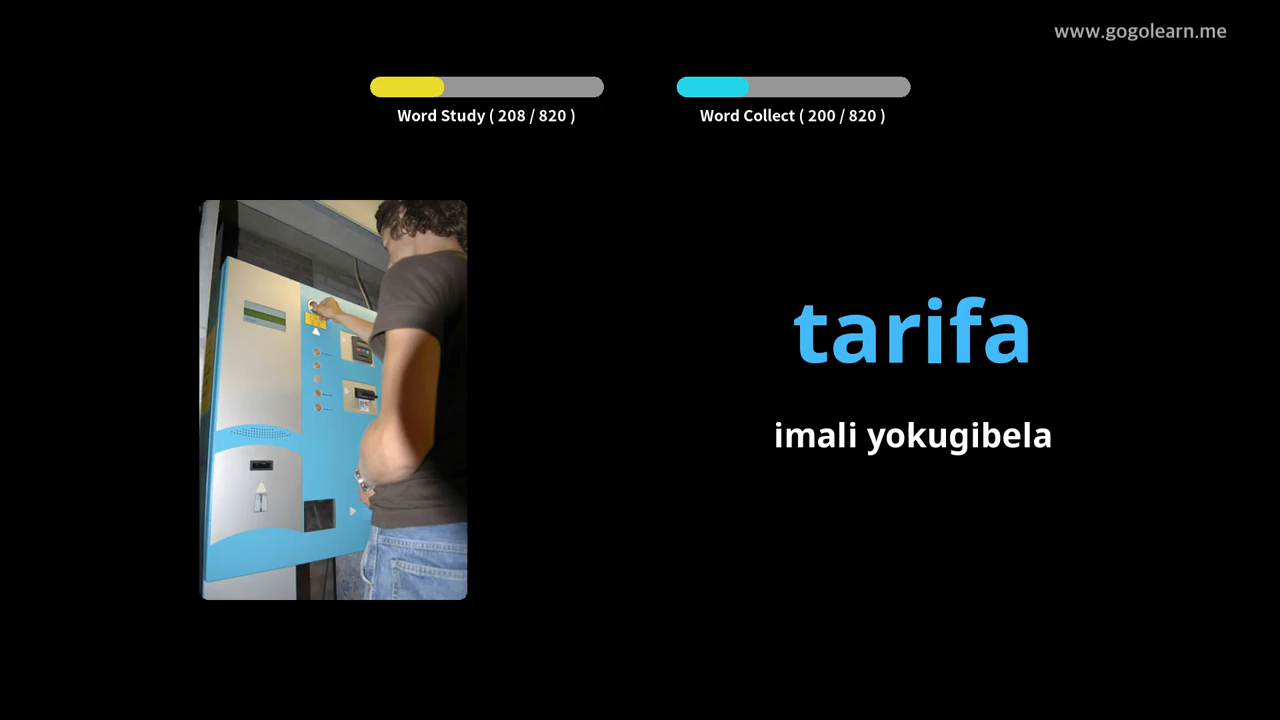 www.gogolearn.me
Word Study ( 208 / 820 )
Word Collect ( 200 / 820 )
tarifa
imali yokugibela